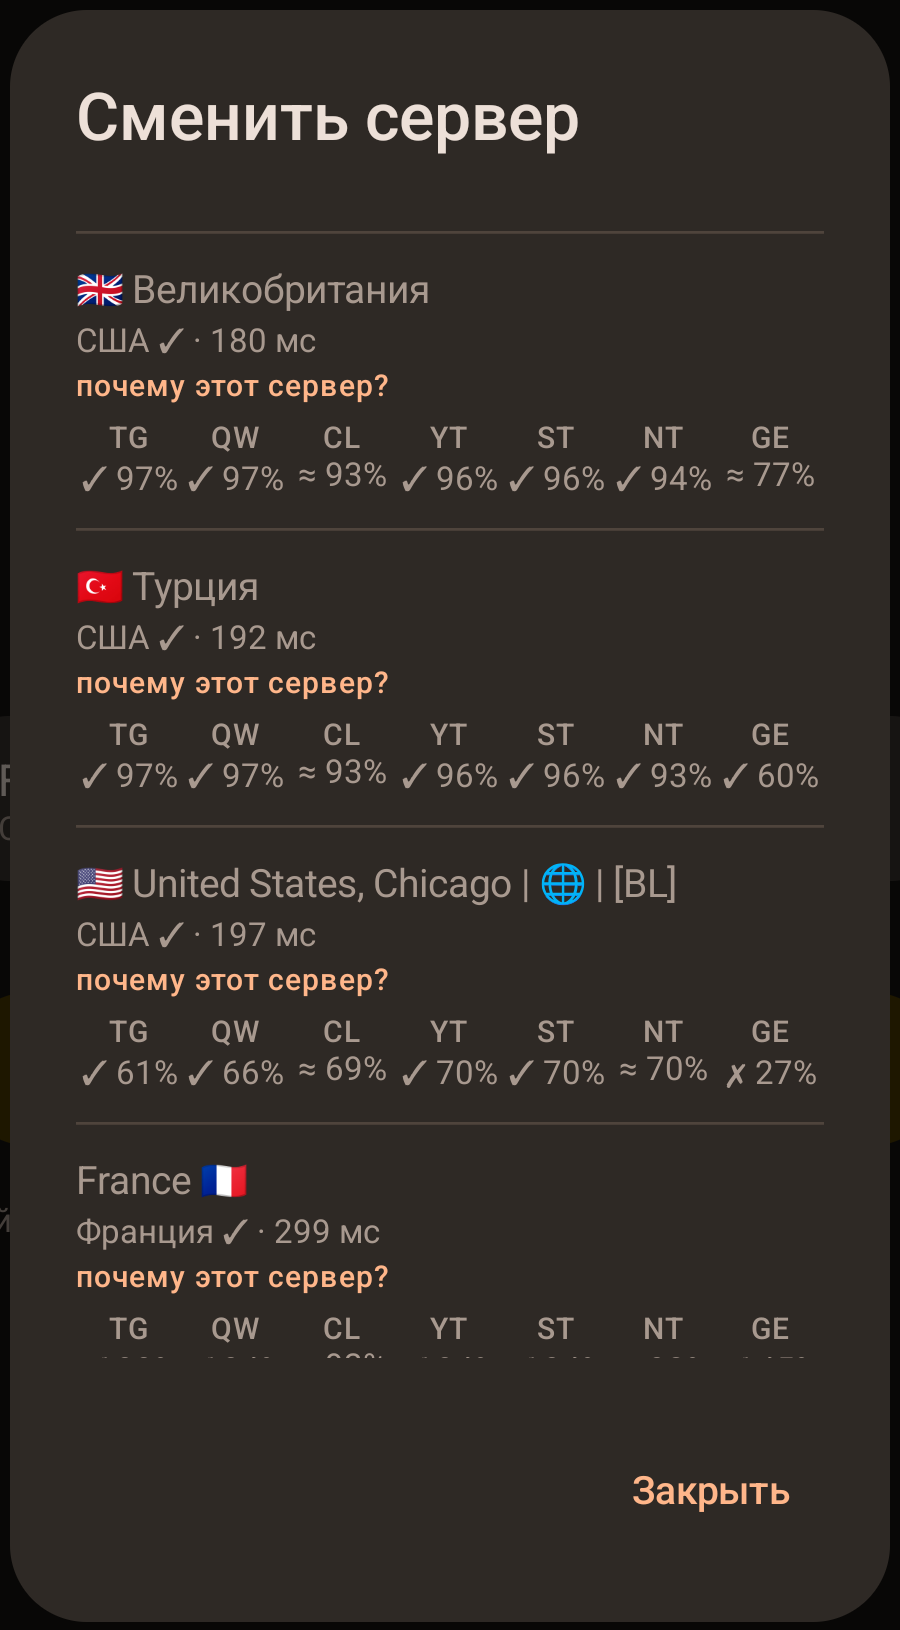 Сменить сервер
🇬🇧 Великобритания
США ✓ · 180 мс
почему этот сервер?
TG QW CL YT ST NT GE
✓ 97% ✓ 97% ≈ 93% ✓ 96% ✓ 96% ✓ 94% ≈ 77%
🇹🇷 Турция
США ✓ · 192 мс
почему этот сервер?
TG QW CL YT ST NT GE
✓ 97% ✓ 97% ≈ 93% ✓ 96% ✓ 96% ✓ 93% ✓ 60%
🇺🇸 United States, Chicago | 🌐 | [BL]
США ✓ · 197 мс
почему этот сервер?
TG QW CL YT ST NT GE
✓ 61% ✓ 66% ≈ 69% ✓ 70% ✓ 70% ≈ 70% ✗ 27%
France 🇫🇷
Франция ✓ · 299 мс
почему этот сервер?
TG QW CL YT ST NT GE
Закрыть